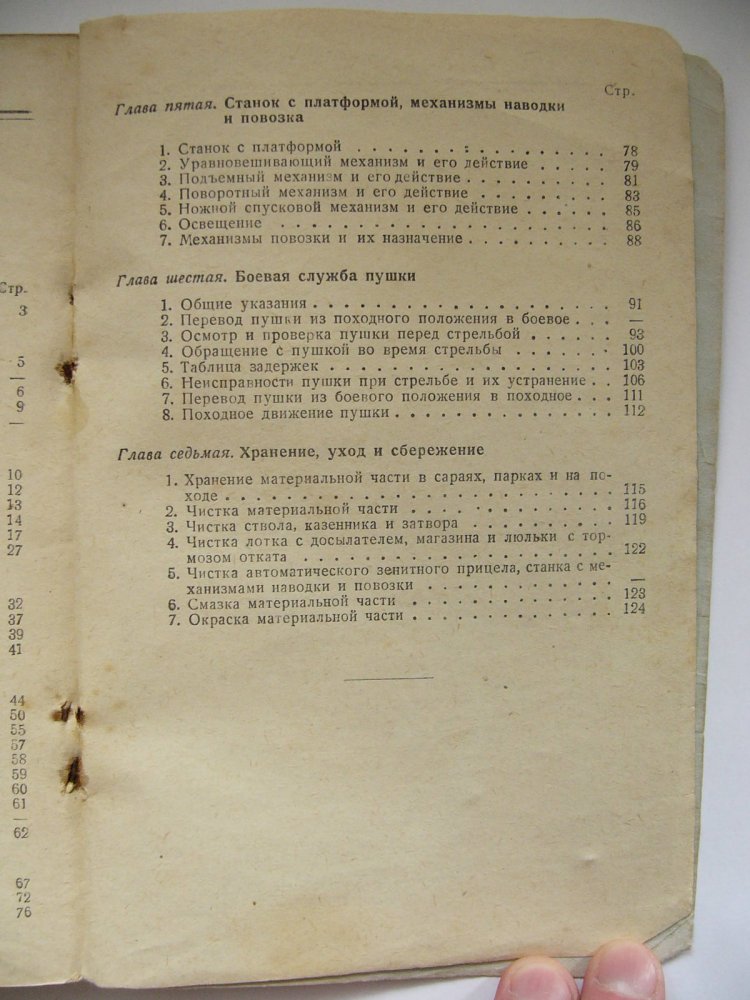 Стр.
3
5
—
6
9
—
10
12
13
14
17
27
32
37
39
41
44
50
55
57
58
59
60
61
—
62
67
72
76
Стр.
Глава пятая. Станок с платформой, механизмы наводки
и повозка
1. Станок с платформой . . . . . . . . . . . . . . . 78
2. Уравновешивающий механизм и его действие . . . . . 79
3. Подъемный механизм и его действие . . . . . . . . . 81
4. Поворотный механизм и его действие . . . . . . . . 83
5. Ножной спусковой механизм и его действие . . . . . . 85
6. Освещение . . . . . . . . . . . . . . . . . . . 86
7. Механизмы повозки и их назначение . . . . . . . . . 88
Глава шестая. Боевая служба пушки
1. Общие указания . . . . . . . . . . . . . . . . . 91
2. Перевод пушки из походного положения в боевое . . . —
3. Осмотр и проверка пушки перед стрельбой . . . . . . 93
4. Обращение с пушкой во время стрельбы . . . . . . 100
5. Таблица задержек . . . . . . . . . . . . . . . . 103
6. Неисправности пушки при стрельбе и их устранение . . 106
7. Перевод пушки из боевого положения в походное . . . 111
8. Походное движение пушки . . . . . . . . . . . . . 112
Глава седьмая. Хранение, уход и сбережение
1. Хранение материальной части в сараях, парках и на по-
ходе . . . . . . . . . . . . . . . . . . . . . . 115
2. Чистка материальной части . . . . . . . . . . . . 116
3. Чистка ствола, казенника и затвора . . . . . . . . . 119
4. Чистка лотка с досылателем, магазина и люльки с тор-
мозом отката . . . . . . . . . . . . . . . . . . 122
5. Чистка автоматического зенитного прицела, станка с ме-
ханизмами наводки и повозки . . . . . . . . . . . —
6. Смазка материальной части . . . . . . . . . . . . 123
7. Окраска материальной части . . . . . . . . . . . . 124